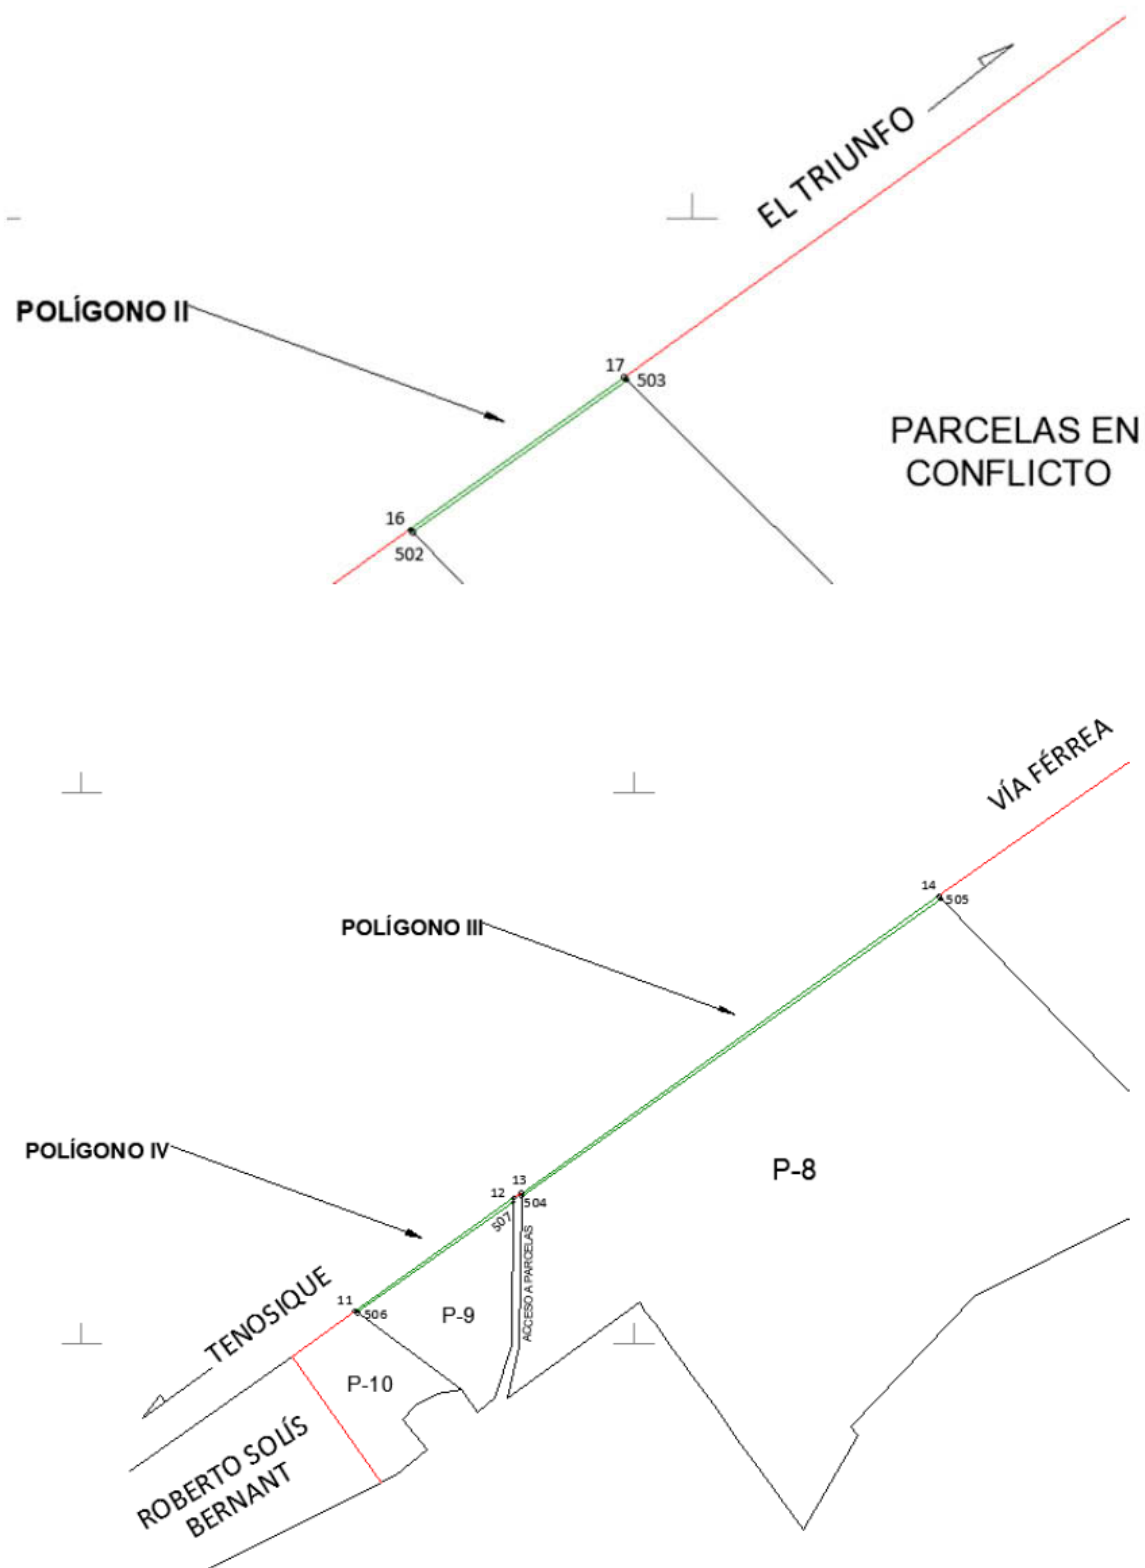 EL TRIUNFO
POLÍGONO II
17
503
PARCELAS EN
CONFLICTO
16
502
VÍA FÉRREA
14
505
POLÍGONO III
POLÍGONO IV
P-8
13
12
504
507
ACCESO A PARCELAS
TENOSIQUE
11
506
P-9
P-10
ROBERTO SOLÍS
BERNANT